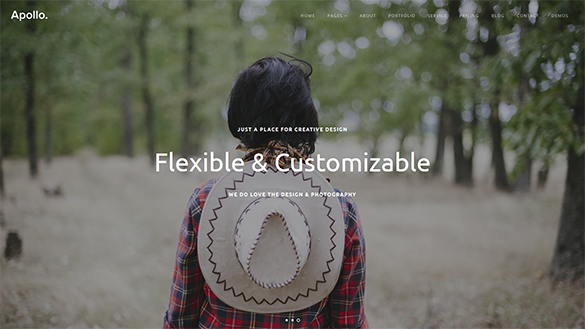 Apollo.
HOME PAGES ABOUT PORTFOLIO SERVICE PRICING BLOG CONTACT DEMOS
JUST A PLACE FOR CREATIVE DESIGN
Flexible & Customizable
WE DO LOVE THE DESIGN & PHOTOGRAPHY